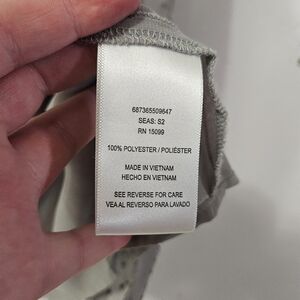 687365509647
SEAS: S2
RN 15099
100% POLYESTER / POLIÉSTER
MADE IN VIETNAM
HECHO EN VIETNAM
SEE REVERSE FOR CARE
VEA AL REVERSO PARA LAVADO